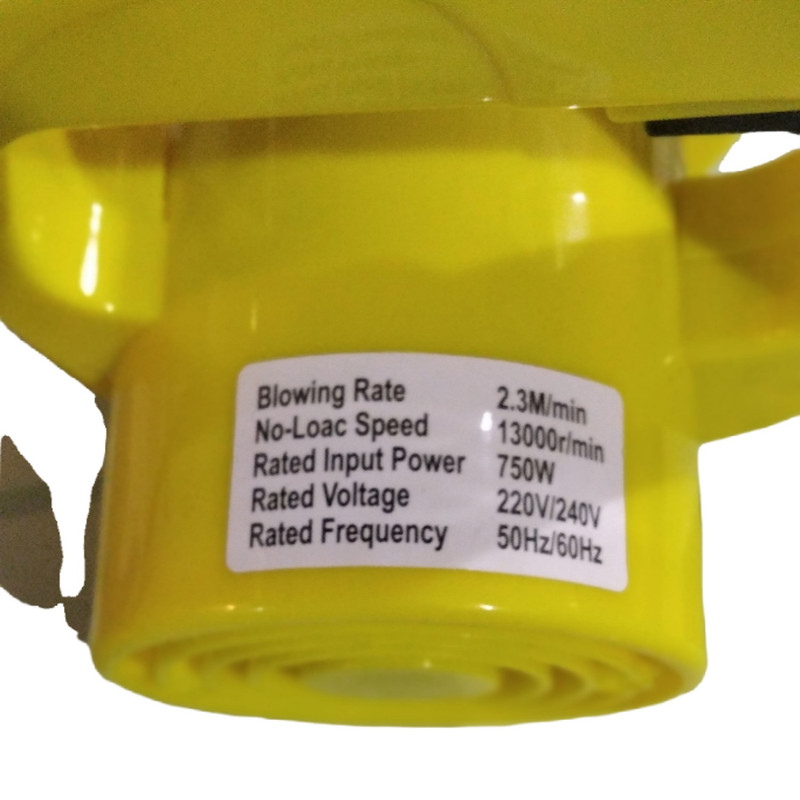 Blowing Rate 2.3M/min
No-Loac Speed 13000r/min
Rated Input Power 750W
Rated Voltage 220V/240V
Rated Frequency 50Hz/60Hz